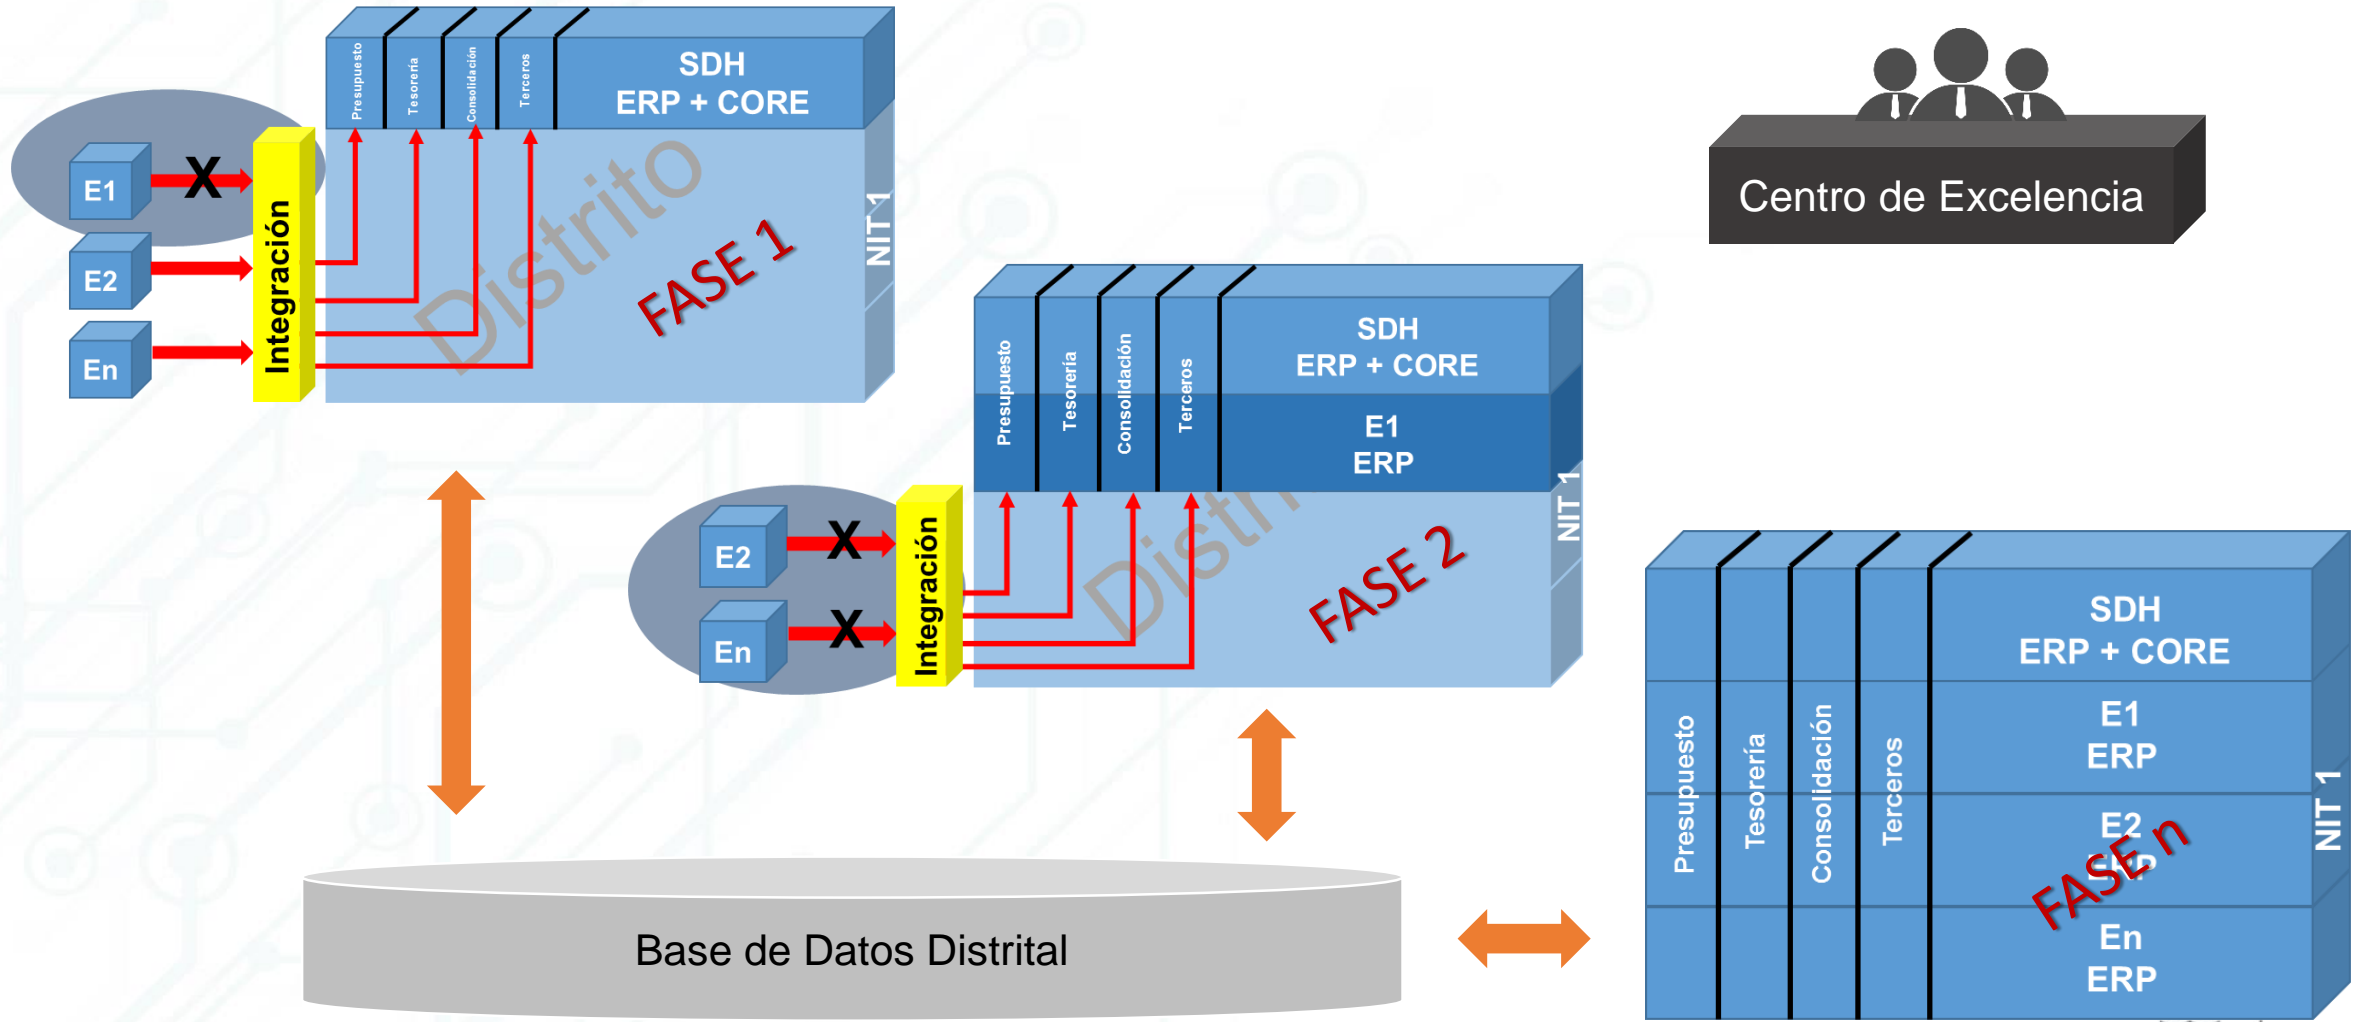 Presupuesto
Tesorería
Consolidación
Terceros
SDH
ERP + CORE
E1
X
E2
En
Integración
Distrito
FASE 1
NIT 1
Centro de Excelencia
Presupuesto
Tesorería
Consolidación
Terceros
SDH
ERP + CORE
E1
ERP
E2
X
En
X
Integración
Distri
FASE 2
NIT 1
Presupuesto
Tesorería
Consolidación
Terceros
SDH
ERP + CORE
E1
ERP
E2
ERP
FASE n
En
ERP
NIT 1
Base de Datos Distrital